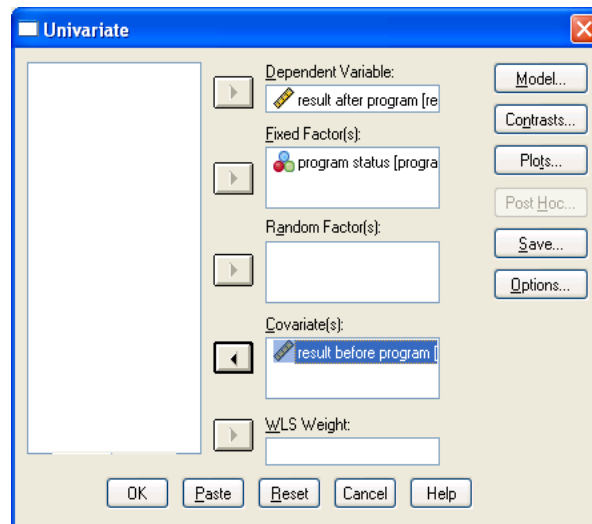 Univariate
Dependent Variable:
result after program [re
Fixed Factor(s):
program status [progra
Random Factor(s):
Covariate(s):
result before program [
WLS Weight:
Model...
Contrasts...
Plots...
Post Hoc...
Save...
Options...
OK Paste Reset Cancel Help